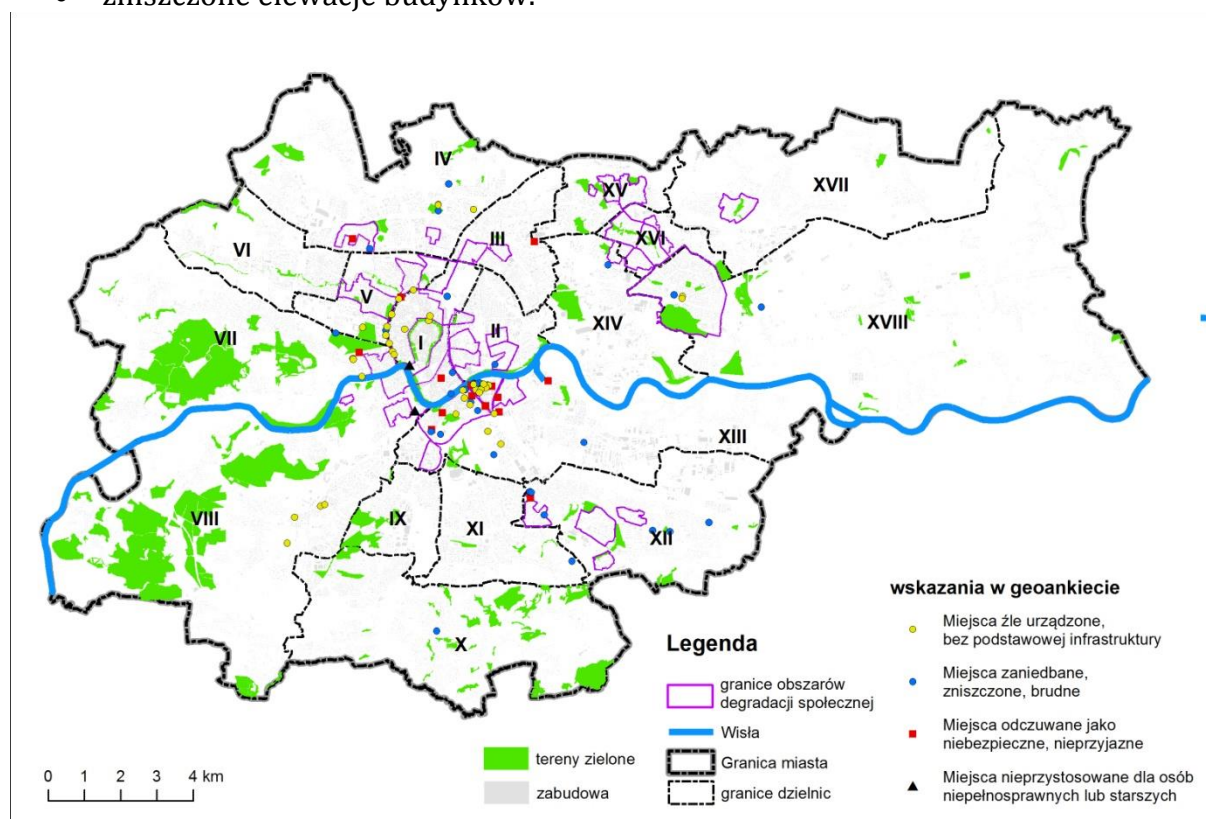 zniszczone elewacje budynków.
IV
XV
XVII
XVI
III
VI
V
VII
I
II
XIV
XVIII
XIII
VIII
IX
XI
XII
X
wskazania w geoankiecie
Miejsca źle urządzone,
bez podstawowej infrastruktury
Miejsca zaniedbane,
zniszczone, brudne
Miejsca odczuwane jako
niebezpieczne, nieprzyjazne
Miejsca nieprzystosowane dla osób
niepełnosprawnych lub starszych
Legenda
granice obszarów
degradacji społecznej
Wisła
Granica miasta
granice dzielnic
tereny zielone
zabudowa
0 1 2 3 4 km